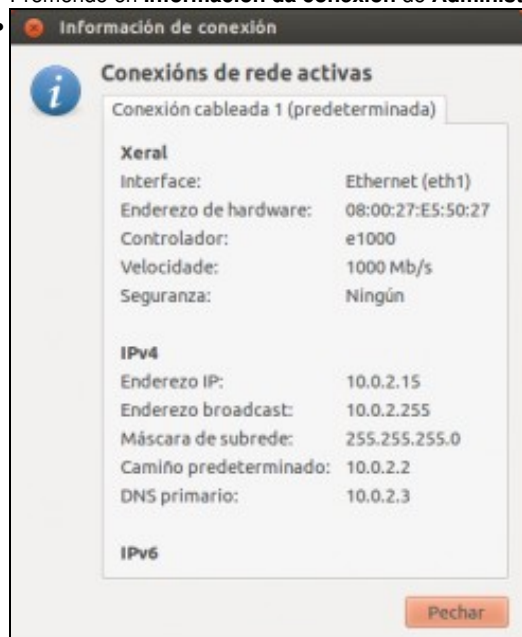 Información de conexión
Conexións de rede activas
Conexión cableada 1 (predeterminada)
Xeral
Interface: Ethernet (eth1)
Enderezo de hardware: 08:00:27:E5:50:27
Controlador: e1000
Velocidade: 1000 Mb/s
Seguranza: Ningún
IPv4
Enderezo IP: 10.0.2.15
Enderezo broadcast: 10.0.2.255
Máscara de subrede: 255.255.255.0
Camiño predeterminado: 10.0.2.2
DNS primario: 10.0.2.3
IPv6
Pechar